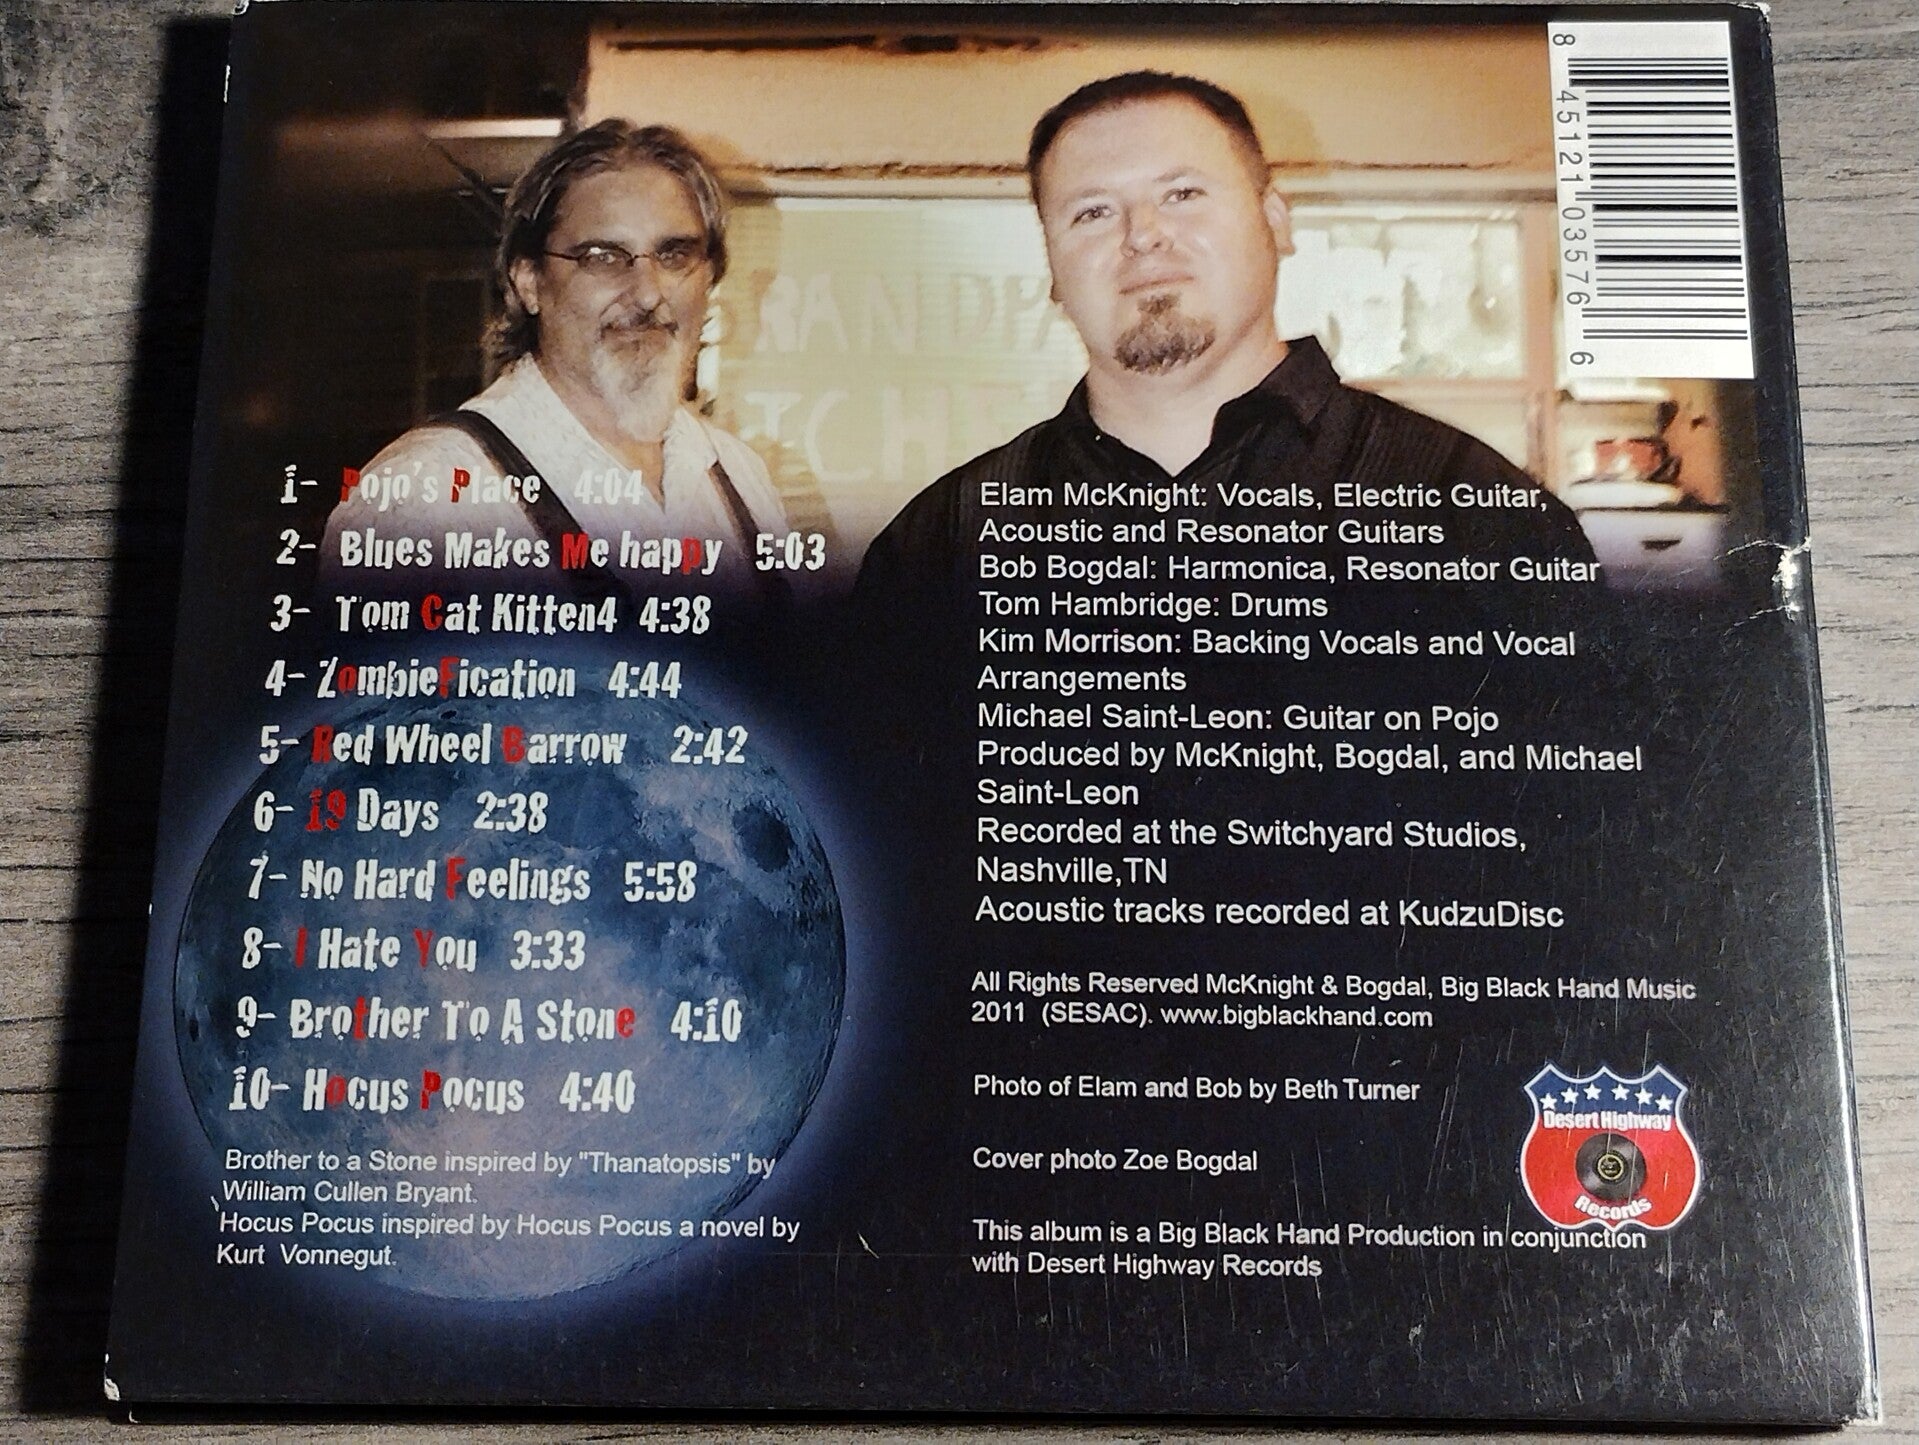 8 45121 03576 6
RANDPA
TCHE
1- Pojo's Place 4:04
2- Blues Makes Me happy 5:03
3- Tom Cat Kitten4 4:38
4- ZombieFication 4:44
5- Red Wheel Barrow 2:42
6- 19 Days 2:38
7- No Hard Feelings 5:58
8- I Hate You 3:33
9- Brother To A Stone 4:10
10- Hocus Pocus 4:40
Brother to a Stone inspired by "Thanatopsis" by
William Cullen Bryant.
Hocus Pocus inspired by Hocus Pocus a novel by
Kurt Vonnegut.
Elam McKnight: Vocals, Electric Guitar,
Acoustic and Resonator Guitars
Bob Bogdal: Harmonica, Resonator Guitar
Tom Hambridge: Drums
Kim Morrison: Backing Vocals and Vocal
Arrangements
Michael Saint-Leon: Guitar on Pojo
Produced by McKnight, Bogdal, and Michael
Saint-Leon
Recorded at the Switchyard Studios,
Nashville,TN
Acoustic tracks recorded at KudzuDisc
All Rights Reserved McKnight & Bogdal, Big Black Hand Music
2011 (SESAC). www.bigblackhand.com
Photo of Elam and Bob by Beth Turner
Cover photo Zoe Bogdal
This album is a Big Black Hand Production in conjunction
with Desert Highway Records
Desert Highway
Records